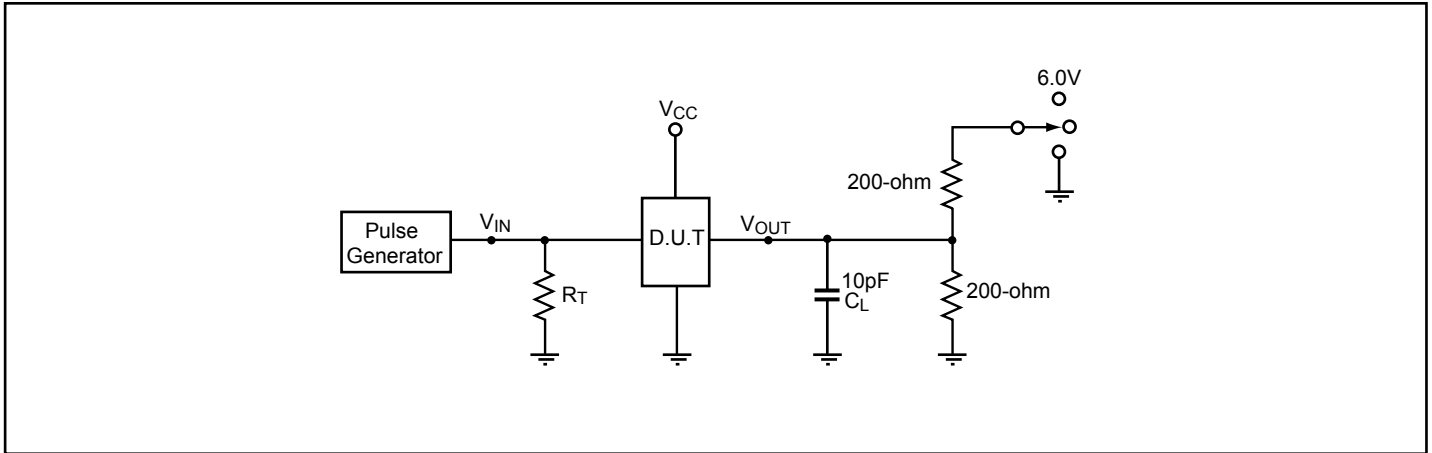 6.0V
VCC
200-ohm
Pulse
Generator
VIN
D.U.T
VOUT
RT
10pF
CL
200-ohm